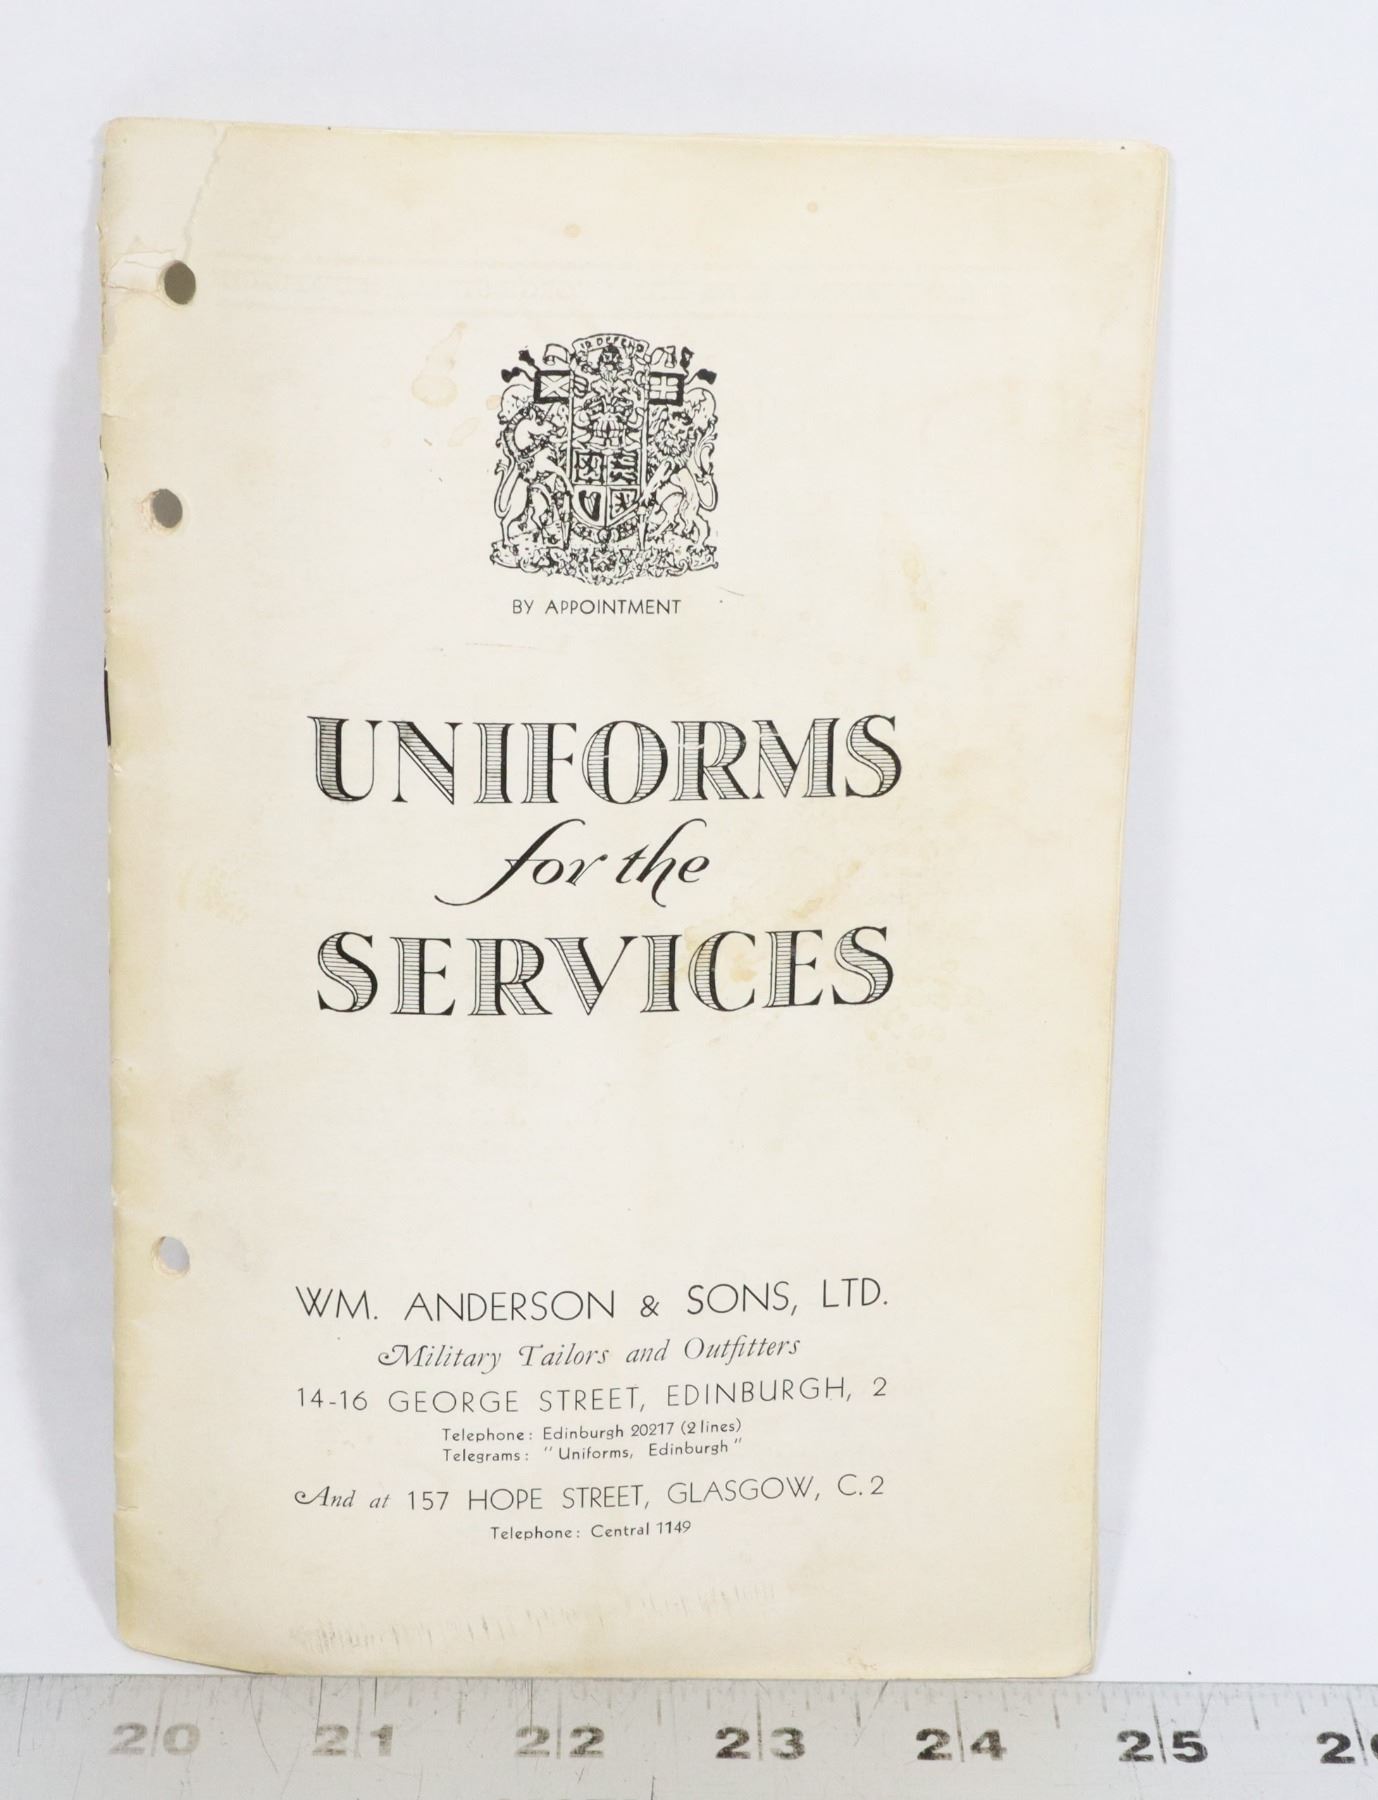 IN DEFENS
BY APPOINTMENT
UNIFORMS
for the
SERVICES
WM. ANDERSON & SONS, LTD.
Military Tailors and Outfitters
14-16 GEORGE STREET, EDINBURGH, 2
Telephone: Edinburgh 20217 (2 lines)
Telegrams: "Uniforms, Edinburgh"
And at 157 HOPE STREET, GLASGOW, C.2
Telephone: Central 1149
20 21 22 23 24 25